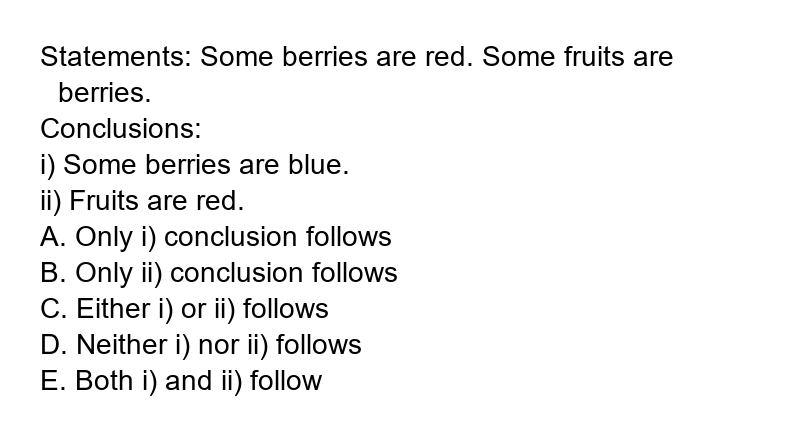 Statements: Some berries are red. Some fruits are
berries.
Conclusions:
i) Some berries are blue.
ii) Fruits are red.
A. Only i) conclusion follows
B. Only ii) conclusion follows
C. Either i) or ii) follows
D. Neither i) nor ii) follows
E. Both i) and ii) follow